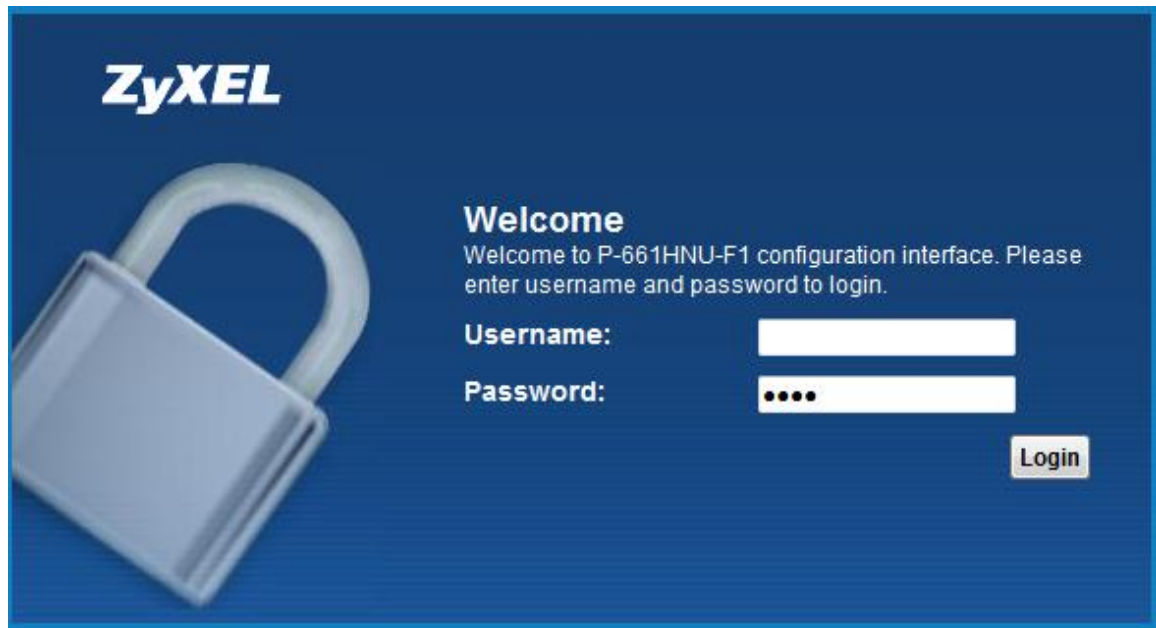 ZyXEL
Welcome
Welcome to P-661HNU-F1 configuration interface. Please
enter username and password to login.
Username:
Password: ••••
Login